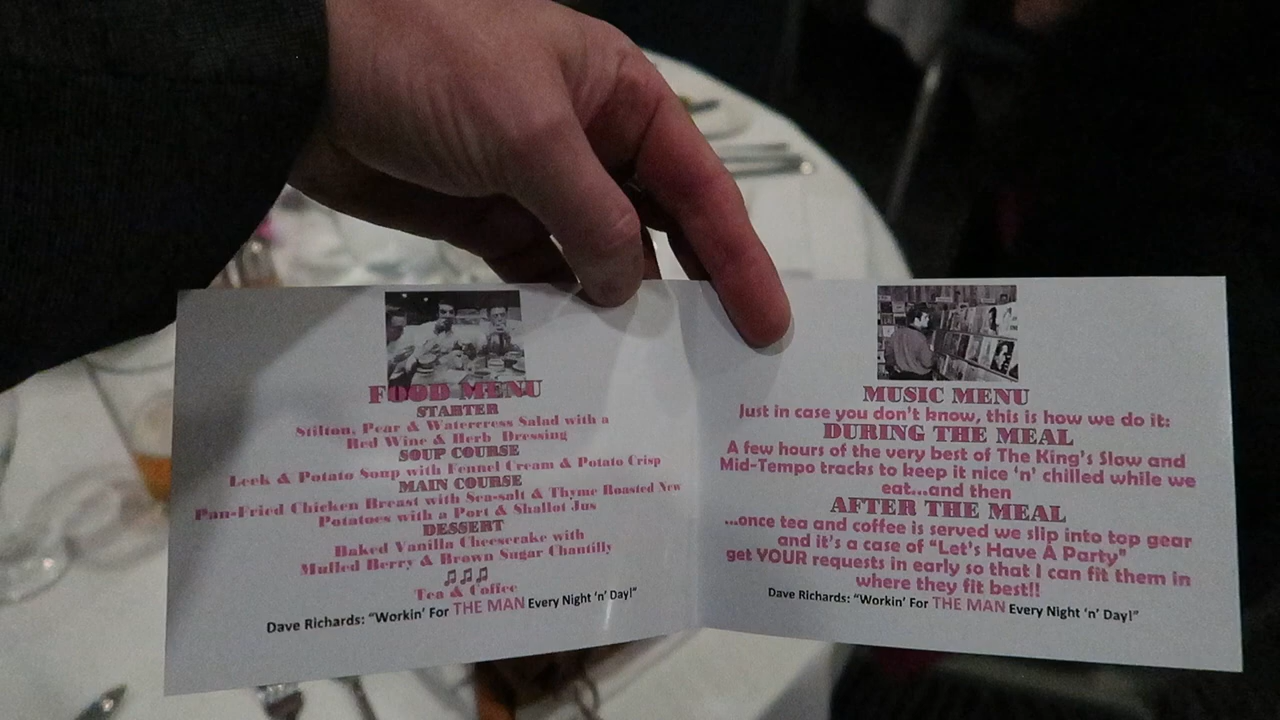 FOOD MENU
STARTER
Stilton, Pear & Watercress Salad with a
Red Wine & Herb Dressing
SOUP COURSE
Leek & Potato Soup with Fennel Cream & Potato Crisp
MAIN COURSE
Pan-Fried Chicken Breast with Sea-salt & Thyme Roasted New
Potatoes with a Port & Shallot Jus
DESSERT
Baked Vanilla Cheesecake with
Mulled Berry & Brown Sugar Chantilly
Tea & Coffee
Dave Richards: “Workin’ For THE MAN Every Night ‘n’ Day!”
MUSIC MENU
Just in case you don’t know, this is how we do it:
DURING THE MEAL
A few hours of the very best of The King’s Slow and
Mid-Tempo tracks to keep it nice ‘n’ chilled while we
eat...and then
AFTER THE MEAL
...once tea and coffee is served we slip into top gear
and it’s a case of “Let’s Have A Party”
get YOUR requests in early so that I can fit them in
where they fit best!!
Dave Richards: “Workin’ For THE MAN Every Night ‘n’ Day!”